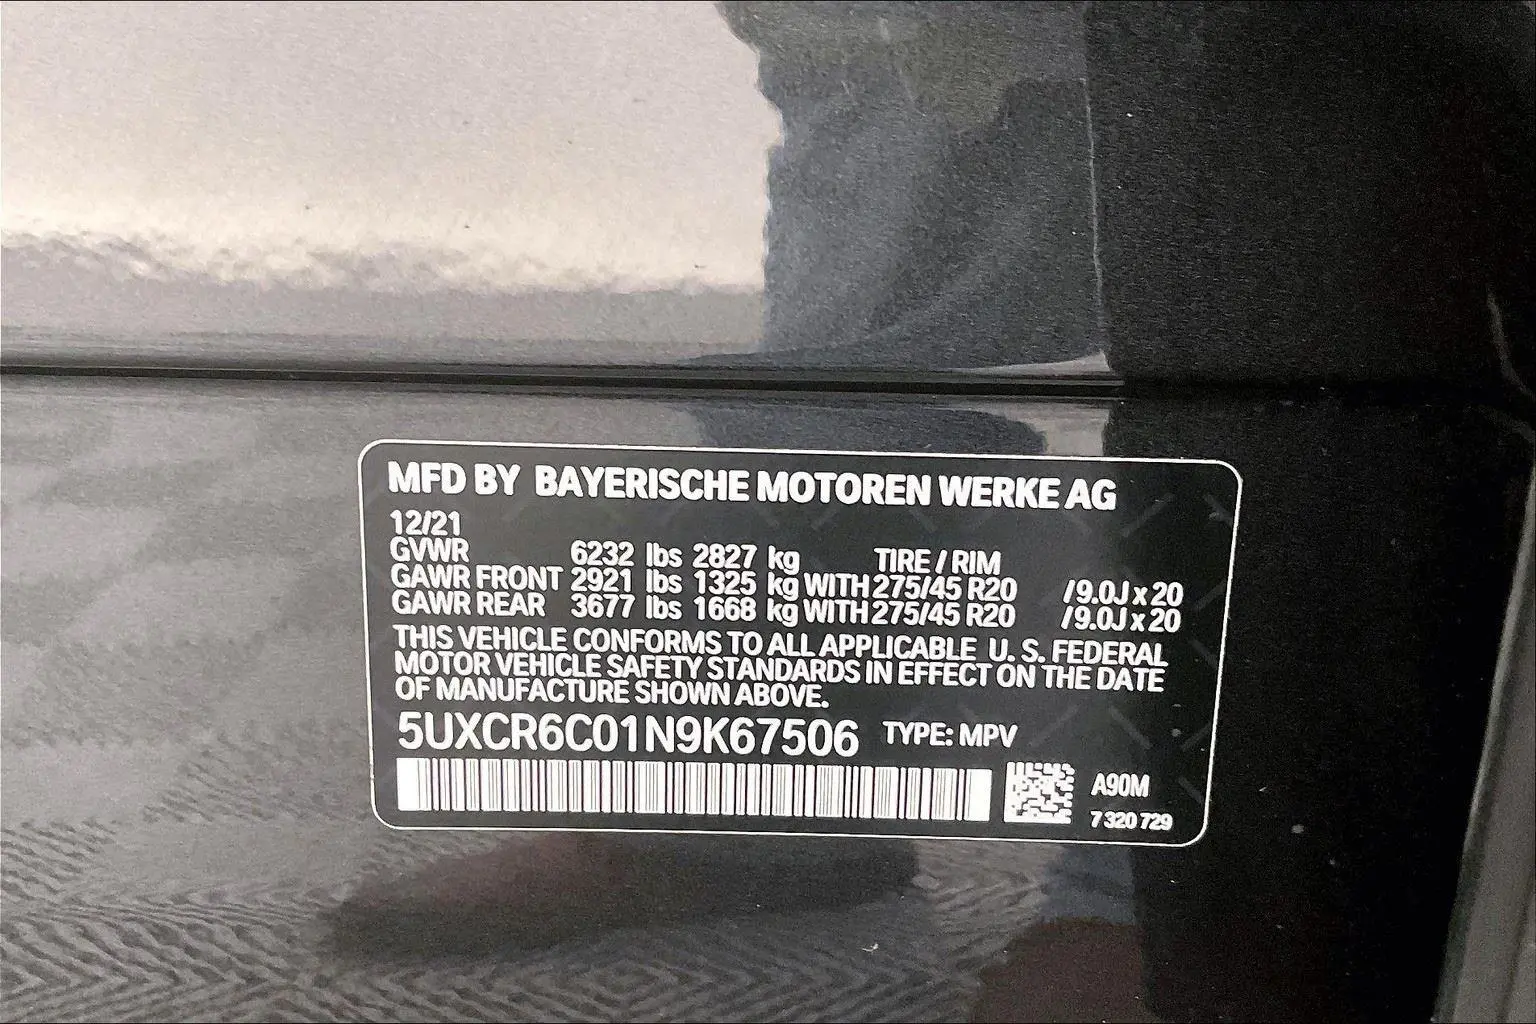 MFD BY BAYERISCHE MOTOREN WERKE AG
12/21
GVWR 6232 lbs 2827 kg TIRE / RIM
GAWR FRONT 2921 lbs 1325 kg WITH 275/45 R20 /9.0J x 20
GAWR REAR 3677 lbs 1668 kg WITH 275/45 R20 /9.0J x 20
THIS VEHICLE CONFORMS TO ALL APPLICABLE U. S. FEDERAL
MOTOR VEHICLE SAFETY STANDARDS IN EFFECT ON THE DATE
OF MANUFACTURE SHOWN ABOVE.
5UXCR6C01N9K67506 TYPE: MPV
A90M
7 320 729